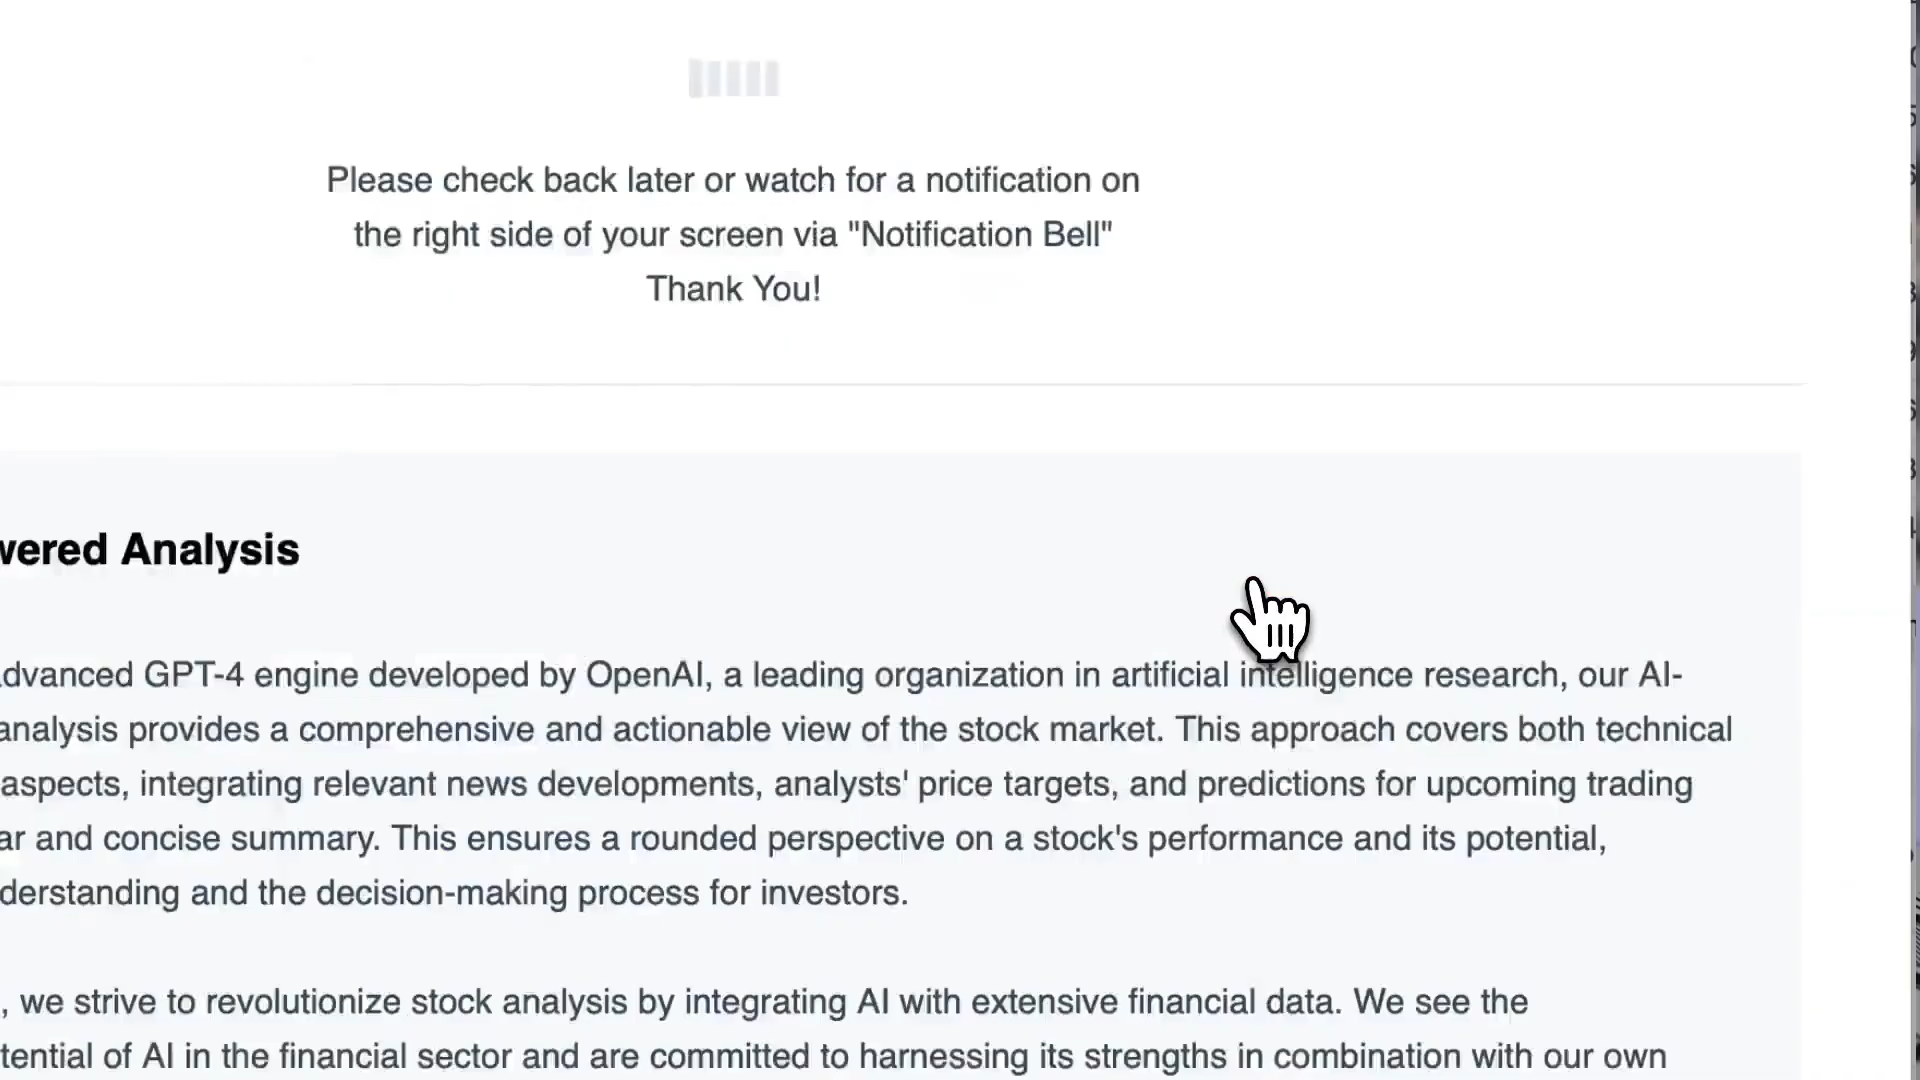 Please check back later or watch for a notification on
the right side of your screen via "Notification Bell"
Thank You!
wered Analysis
dvanced GPT-4 engine developed by OpenAI, a leading organization in artificial intelligence research, our AI-
analysis provides a comprehensive and actionable view of the stock market. This approach covers both technical
aspects, integrating relevant news developments, analysts' price targets, and predictions for upcoming trading
ar and concise summary. This ensures a rounded perspective on a stock's performance and its potential,
derstanding and the decision-making process for investors.
, we strive to revolutionize stock analysis by integrating AI with extensive financial data. We see the
tential of AI in the financial sector and are committed to harnessing its strengths in combination with our own